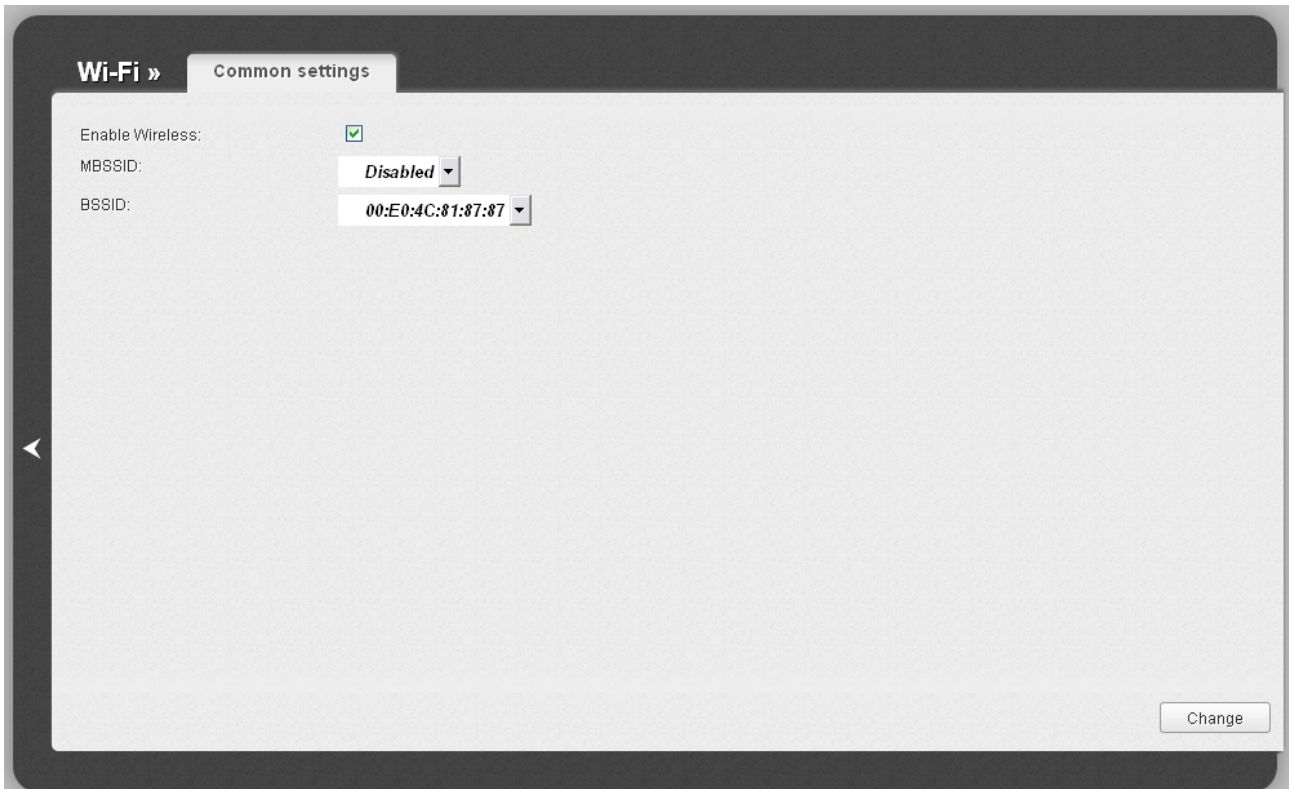 Wi-Fi » Common settings
Enable Wireless:
MBSSID: Disabled
BSSID: 00:E0:4C:81:87:87
Change